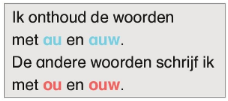 Ik onthoud de woorden
met au en auw.
De andere woorden schrijf ik
met ou en ouw.